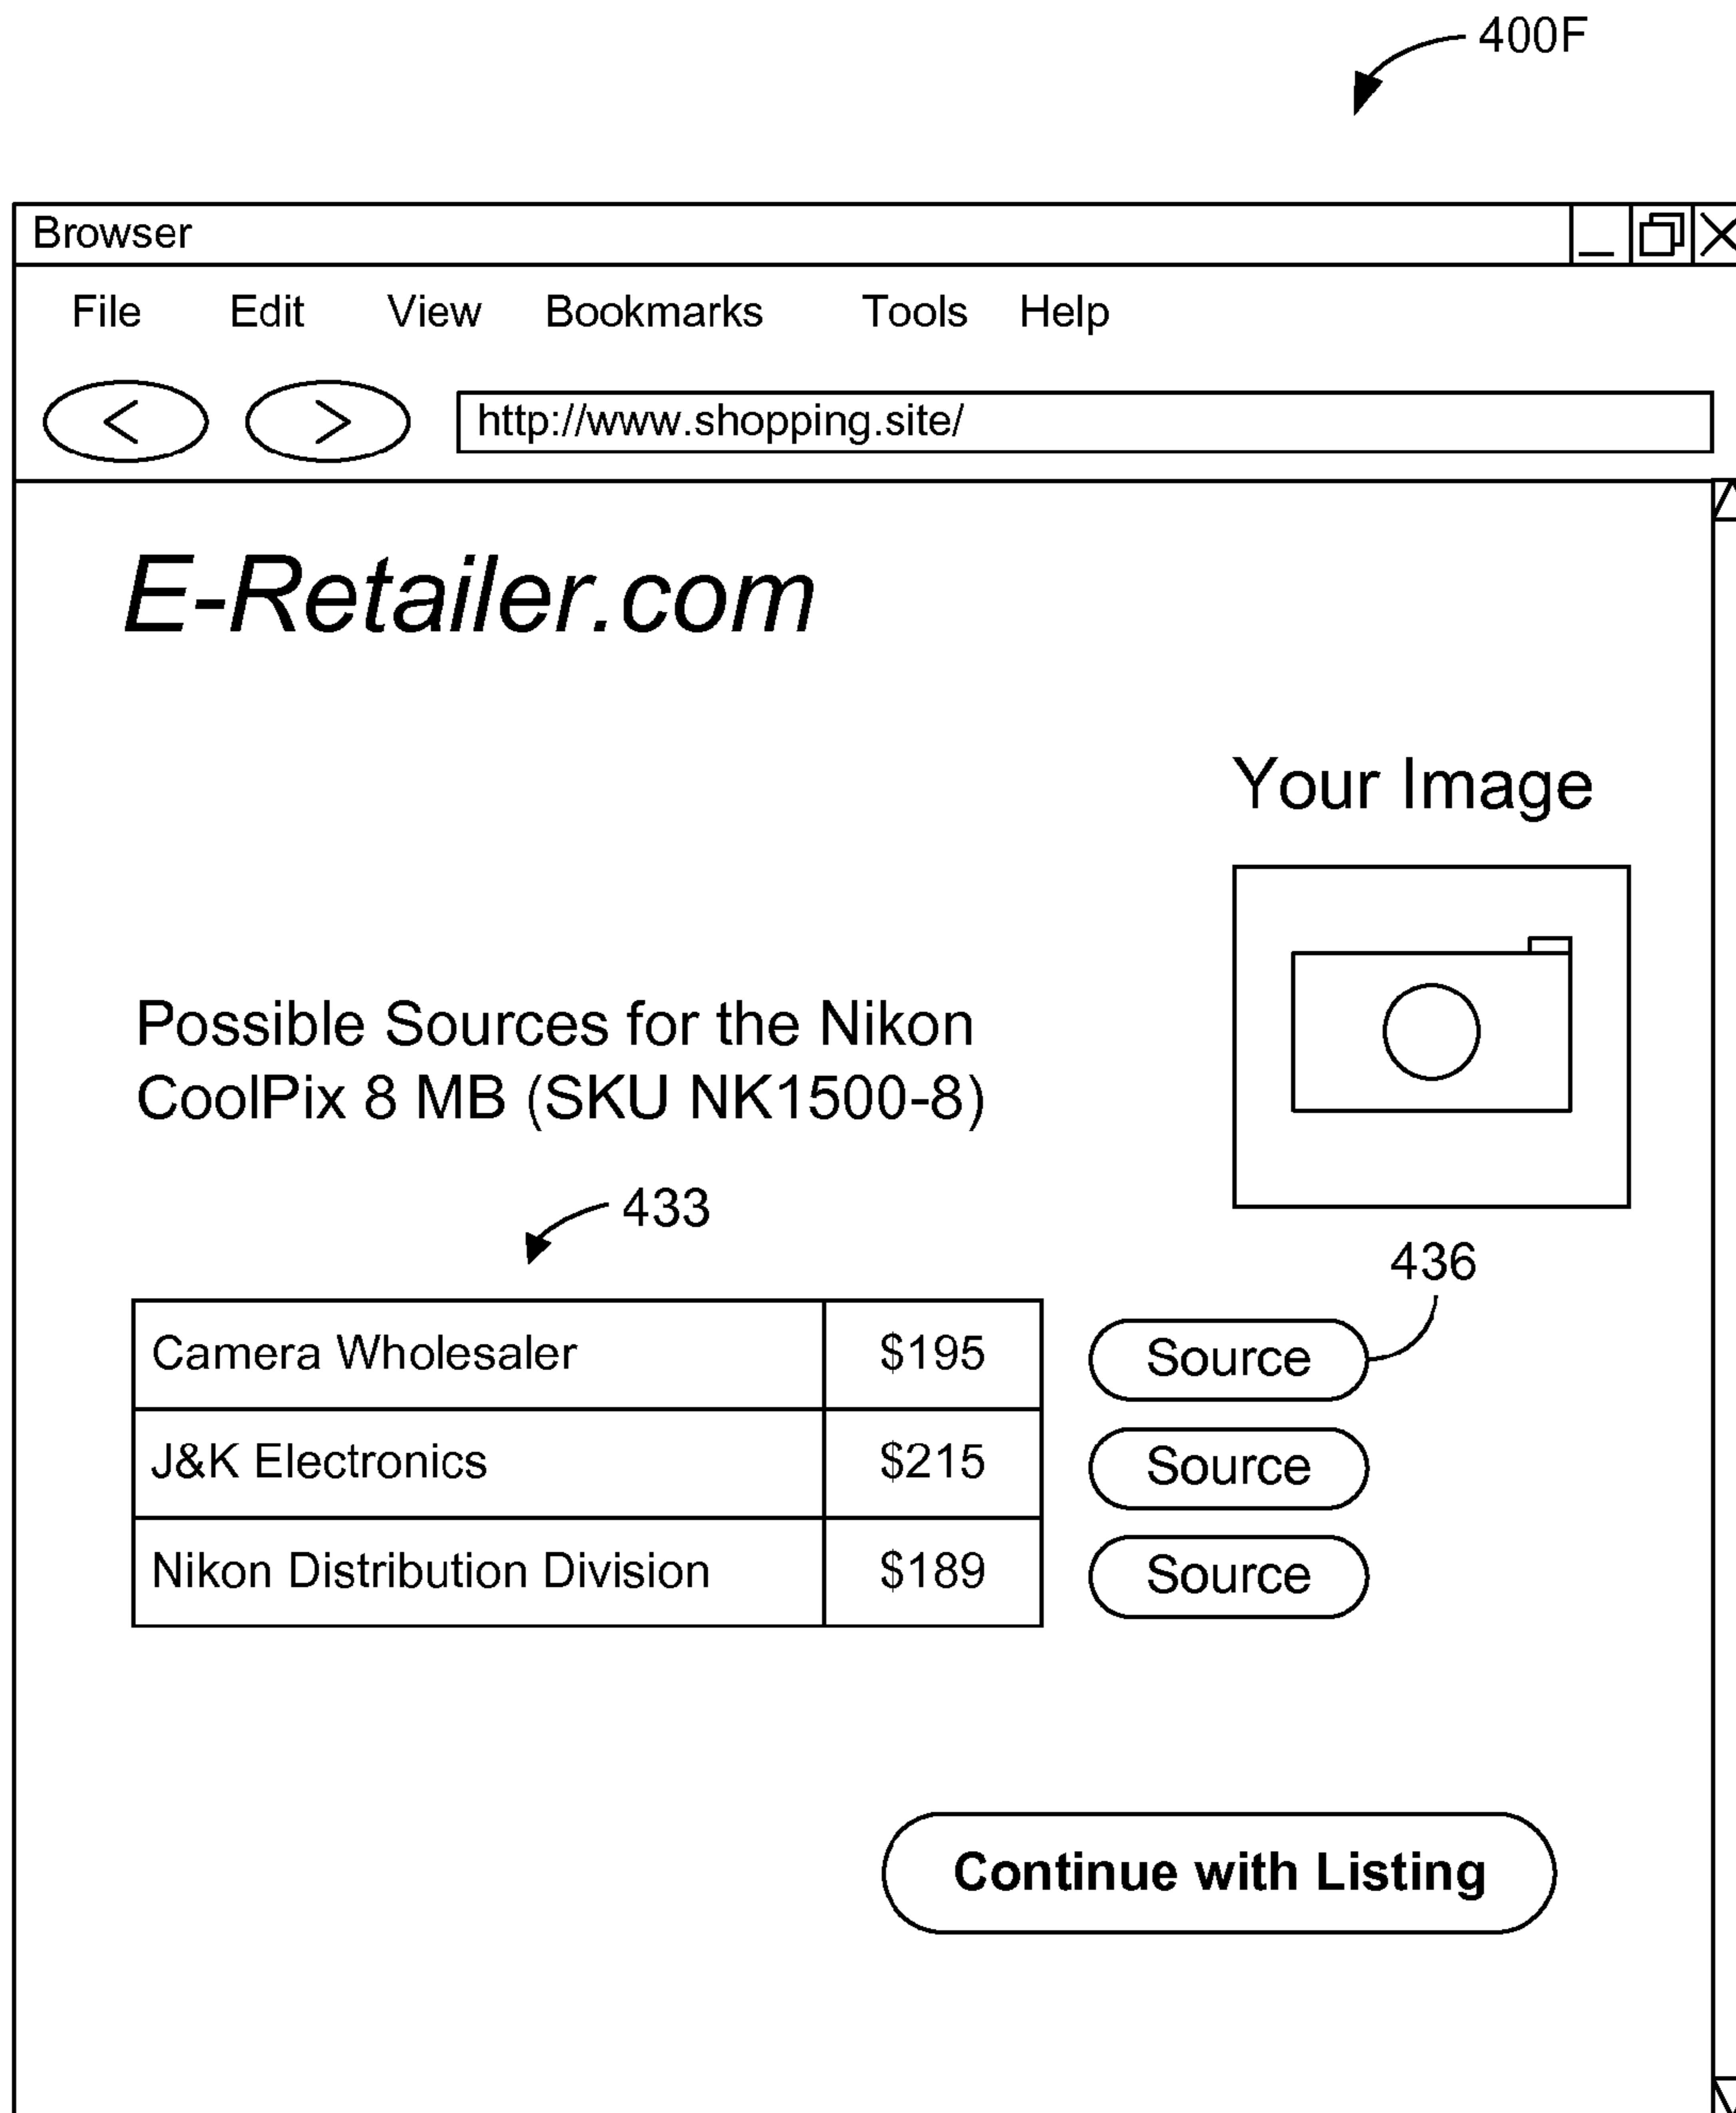 400F
Browser
File Edit View Bookmarks Tools Help
http://www.shopping.site/
E-Retailer.com
Your Image
Possible Sources for the Nikon
CoolPix 8 MB (SKU NK1500-8)
433
436
Camera Wholesaler $195 Source
J&K Electronics $215 Source
Nikon Distribution Division $189 Source
Continue with Listing